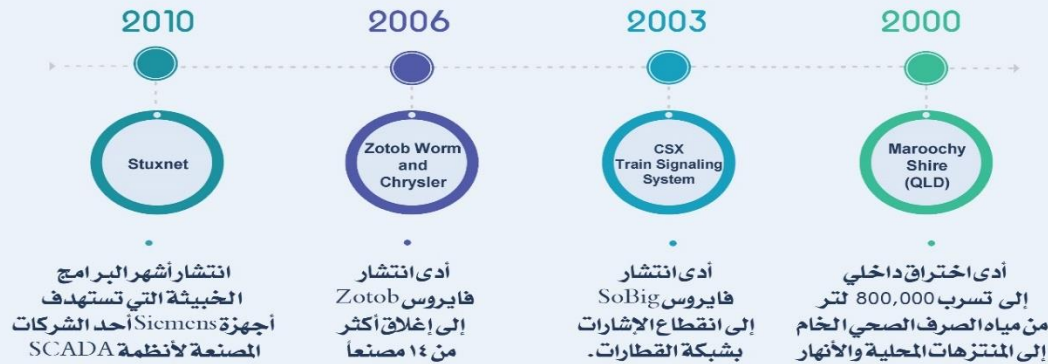 2000
2003
2006
2010
Maroochy
Shire
(QLD)
CSX
Train Signaling
System
Zotob Worm
and
Chrysler
Stuxnet
أدى اختراق داخلي
إلى تسرب 800,000 لتر
من مياه الصرف الصحي الخام
إلى المنتزهات المحلية والأنهار
أدى انتشار
فايروس SoBig
إلى انقطاع الإشارات
بشبكة القطارات.
أدى انتشار
فايروس Zotob
إلى إغلاق أكثر
من ١٤ مصنعاً
انتشار أشهر البرامج
الخبيثة التي تستهدف
أجهزة Siemens أحد الشركات
المصنعة لأنظمة SCADA